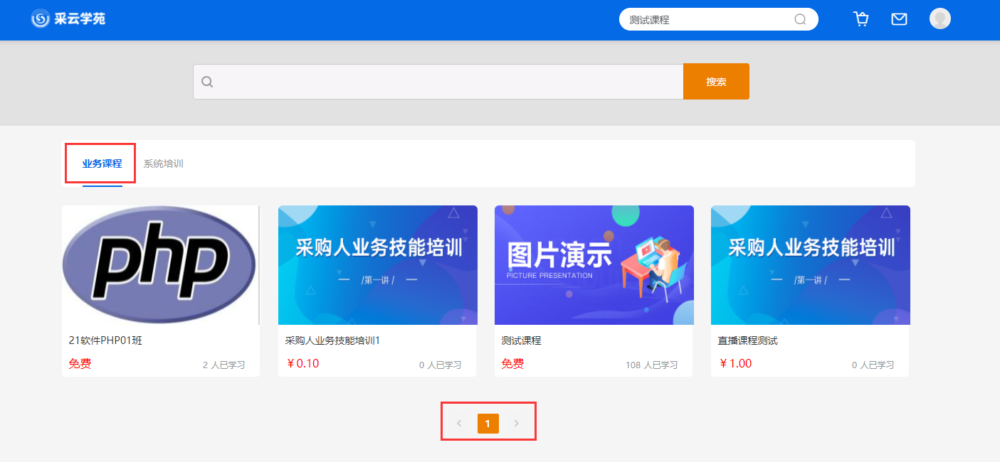 采云学苑
测试课程
搜索
业务课程 系统培训
php
21软件PHP01班
免费 2 人已学习
采购人业务技能培训
/第一讲/
采购人业务技能培训1
￥0.10 0 人已学习
图片演示
PICTURE PRESENTATION
测试课程
免费 108 人已学习
采购人业务技能培训
/第一讲/
直播课程测试
￥1.00 0 人已学习
1